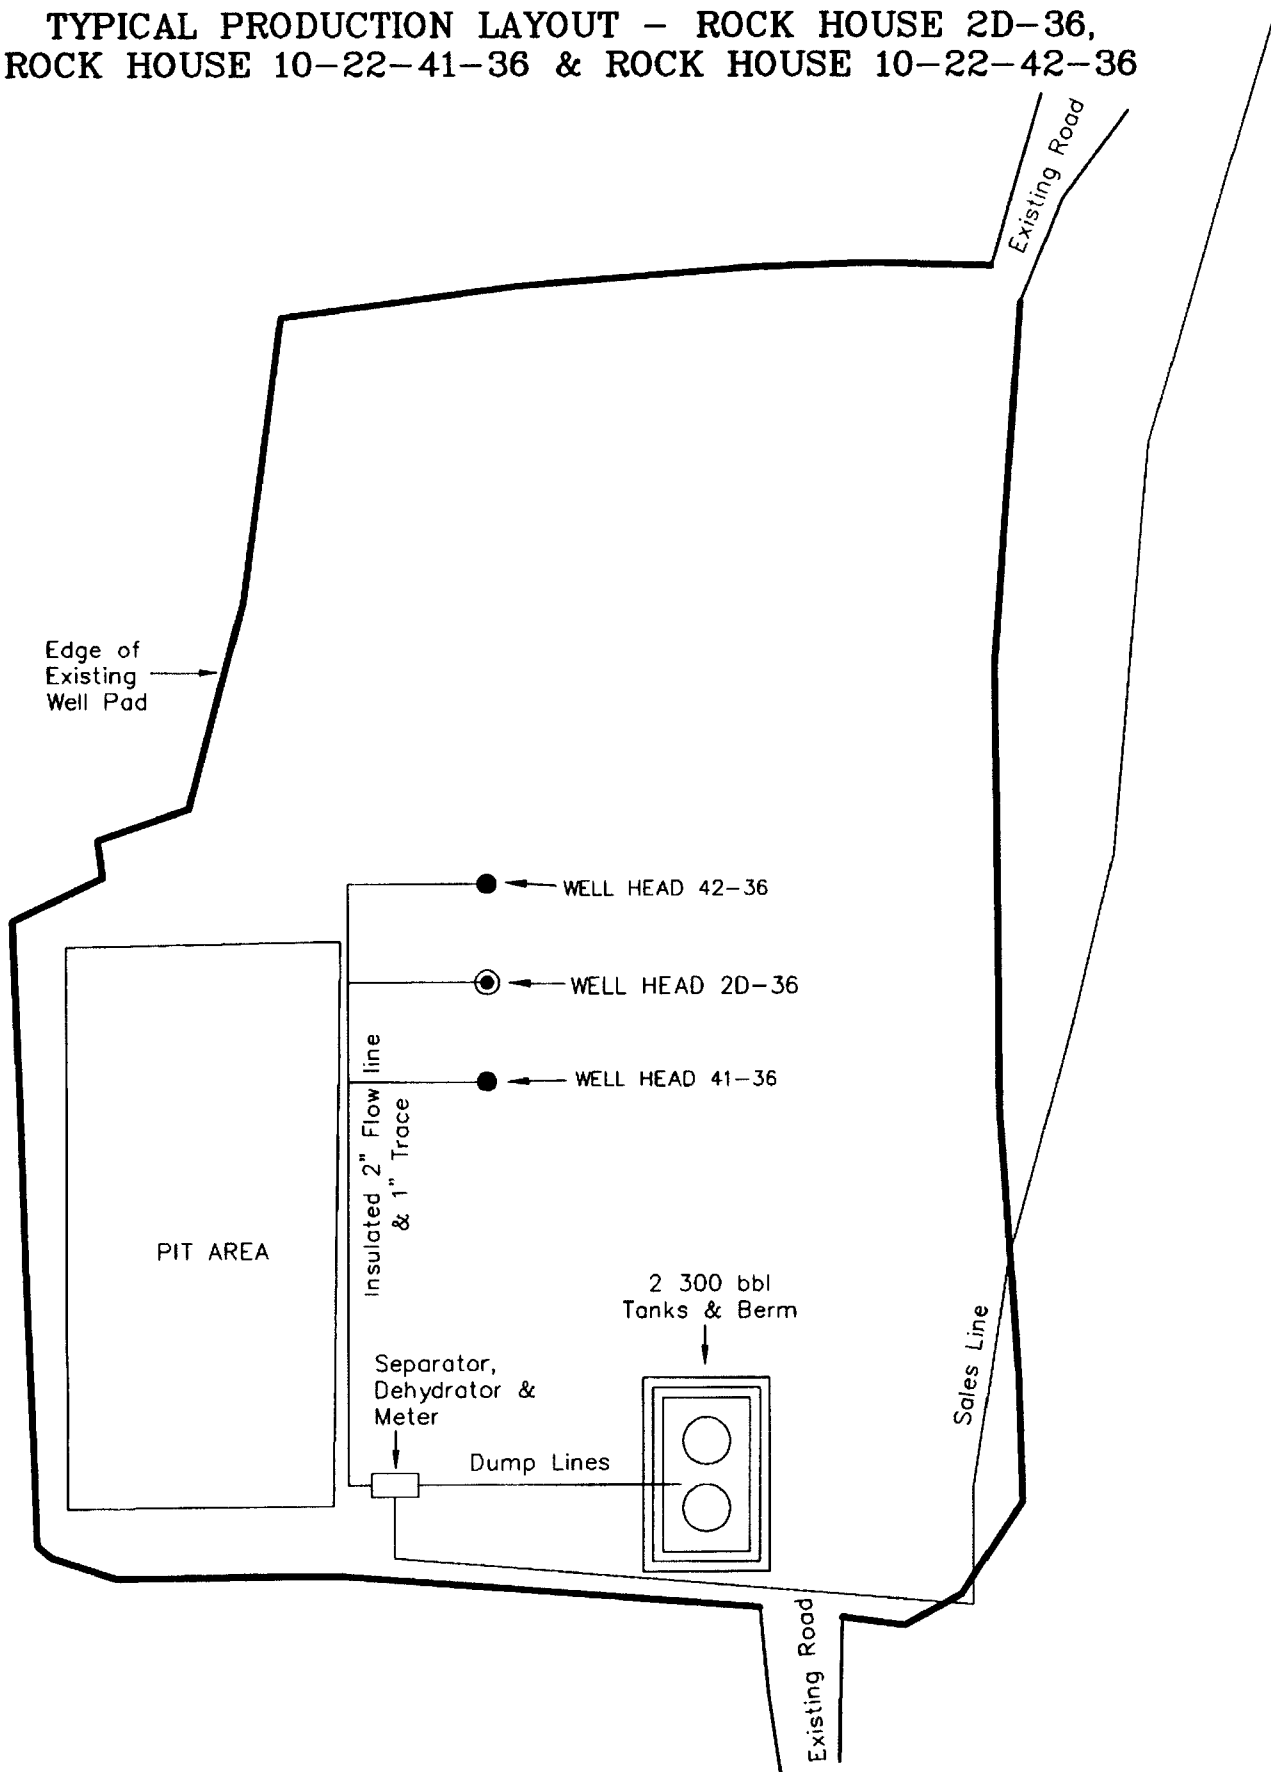 TYPICAL PRODUCTION LAYOUT – ROCK HOUSE 2D–36,
ROCK HOUSE 10–22–41–36 & ROCK HOUSE 10–22–42–36
Existing Road
Edge of
Existing
Well Pad
WELL HEAD 42–36
WELL HEAD 2D–36
WELL HEAD 41–36
Insulated 2" Flow line
& 1" Trace
PIT AREA
2 300 bbl
Tanks & Berm
Separator,
Dehydrator &
Meter
Dump Lines
Sales Line
Existing Road